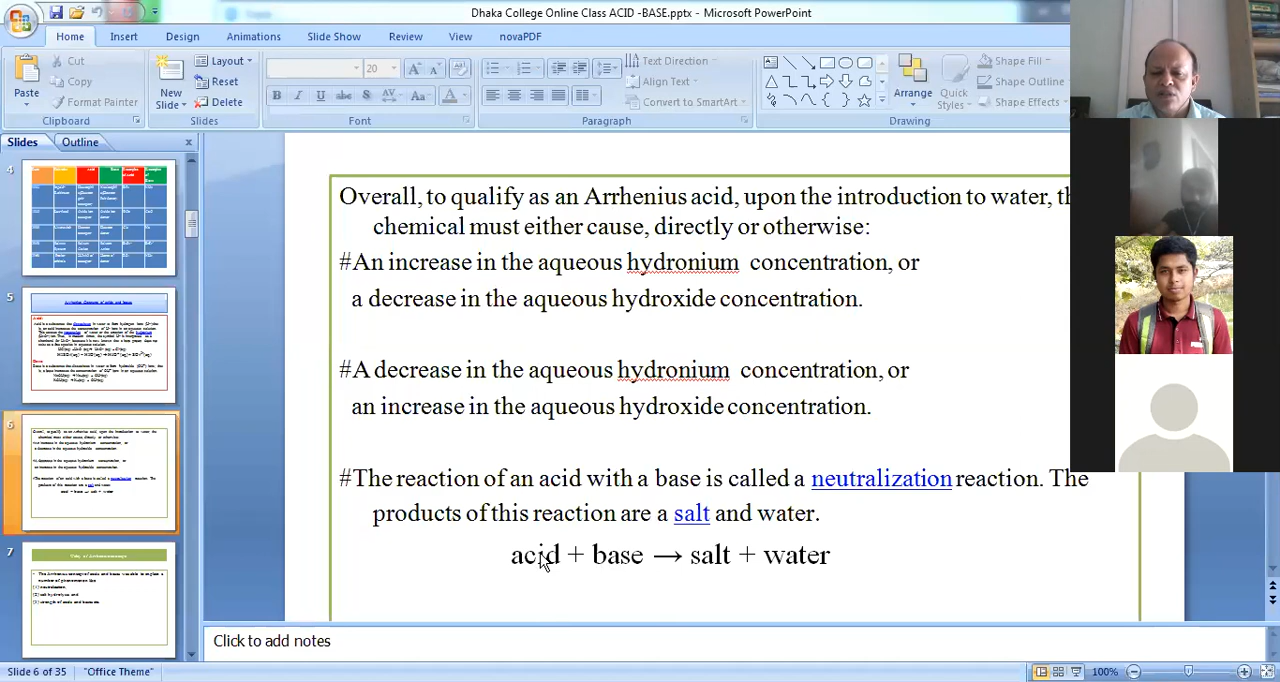 Dhaka College Online Class ACID -BASE.pptx - Microsoft PowerPoint
Home Insert Design Animations Slide Show Review View novaPDF
Cut Layout 20 Text Direction Shape Fill
Copy Reset Align Text Shape Outline
Paste Format Painter New Slide Delete Convert to SmartArt Arrange Quick Styles Shape Effects
Clipboard Slides Font Paragraph Drawing
Slides Outline
4
5
6
7
Overall, to qualify as an Arrhenius acid, upon the introduction to water, th
chemical must either cause, directly or otherwise:
#An increase in the aqueous hydronium concentration, or
a decrease in the aqueous hydroxide concentration.
#A decrease in the aqueous hydronium concentration, or
an increase in the aqueous hydroxide concentration.
#The reaction of an acid with a base is called a neutralization reaction. The
products of this reaction are a salt and water.
acid + base → salt + water
Click to add notes
Slide 6 of 35 "Office Theme" 100%